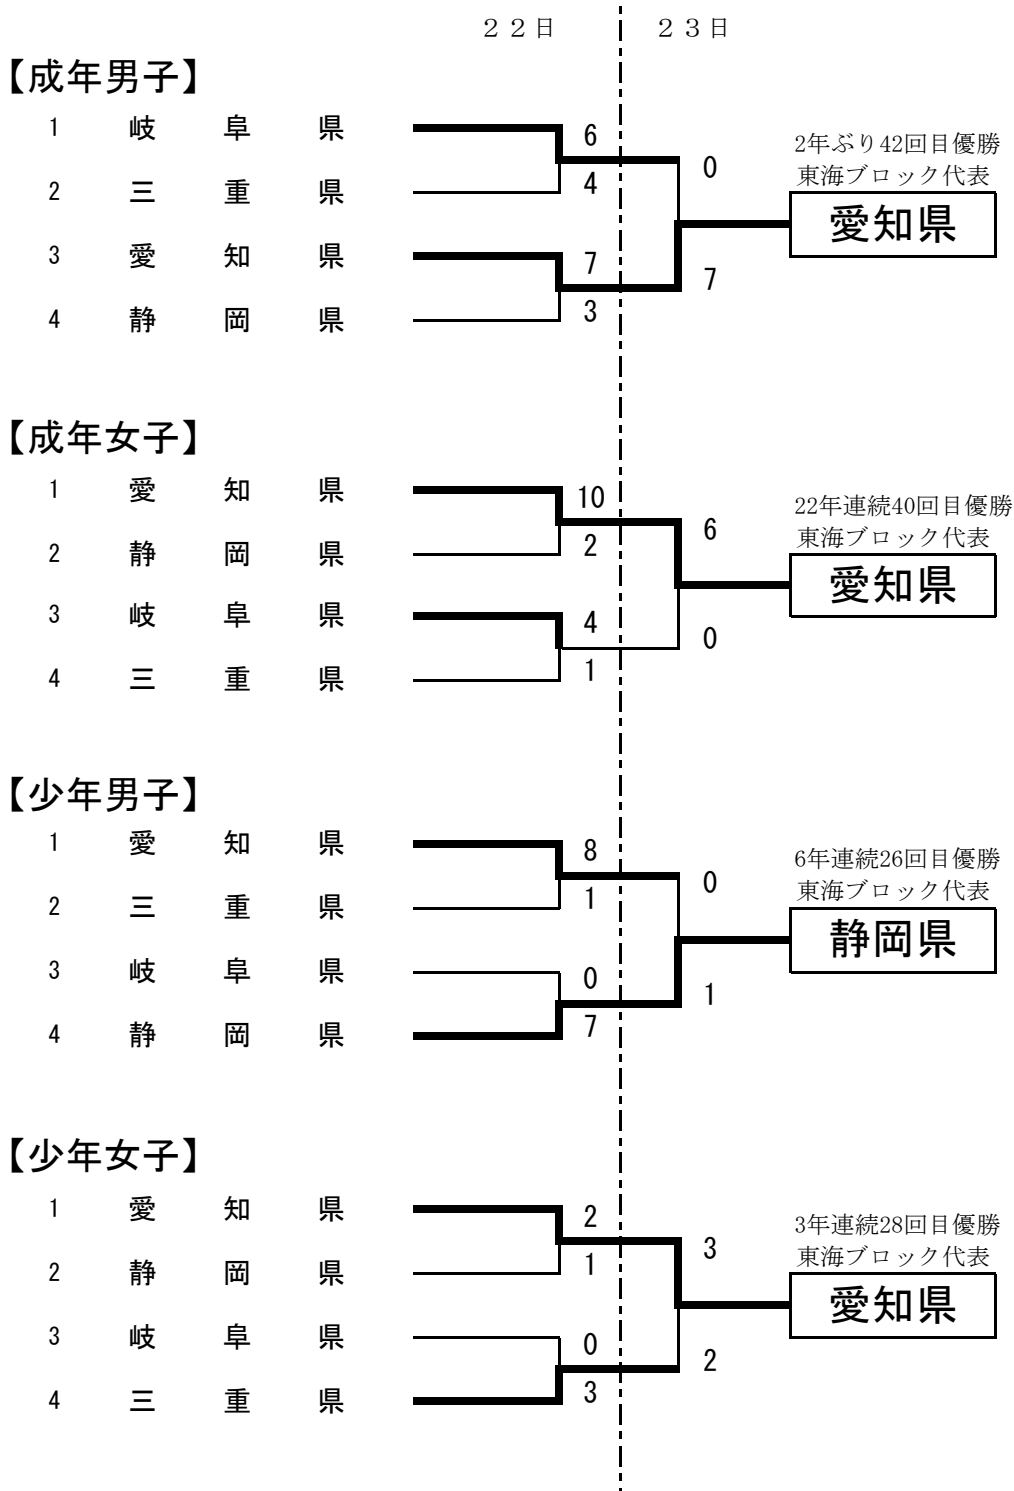 ２２日 ２３日
【成年男子】
1 岐阜県 6
2 三重県 4
0
2年ぶり42回目優勝
東海ブロック代表
愛知県
3 愛知県 7
4 静岡県 3
7
【成年女子】
1 愛知県 10
2 静岡県 2
6
22年連続40回目優勝
東海ブロック代表
愛知県
3 岐阜県 4
4 三重県 1
0
【少年男子】
1 愛知県 8
2 三重県 1
0
6年連続26回目優勝
東海ブロック代表
静岡県
3 岐阜県 0
4 静岡県 7
1
【少年女子】
1 愛知県 2
2 静岡県 1
3
3年連続28回目優勝
東海ブロック代表
愛知県
3 岐阜県 0
4 三重県 3
2